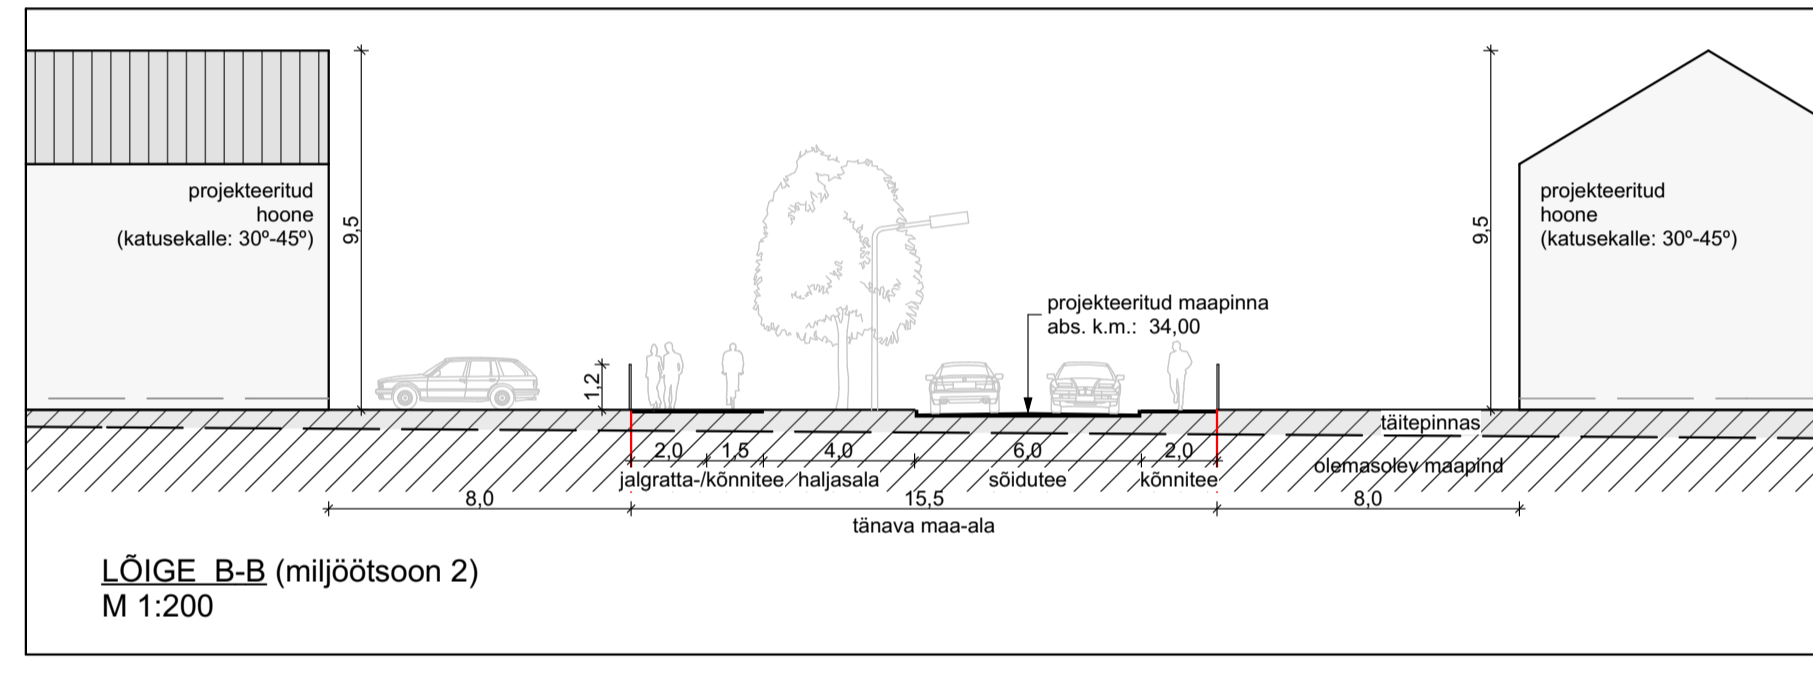 projekteeritud
hoone
(katusekalle: 30º-45º)
9,5
9,5
projekteeritud
hoone
(katusekalle: 30º-45º)
projekteeritud maapinna
abs. k.m.: 34,00
1,2
täitepinnas
2,0 1,5 4,0 6,0 2,0
olemasolev maapind
jalgratta-/kõnnitee haljasala sõidutee kõnnitee
8,0 15,5 8,0
tänava maa-ala
LÕIGE B-B (miljöötsoon 2)
M 1:200